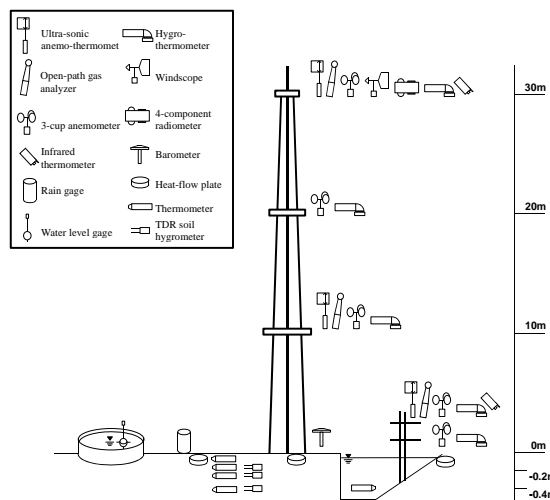 Ultra-sonic
anemo-thermomet
Hygro-
thermometer
Open-path gas
analyzer
Windscope
3-cup anemometer
4-component
radiometer
Infrared
thermometer
Barometer
Rain gage
Heat-flow plate
Thermometer
Water level gage
TDR soil
hygrometer
30m
20m
10m
0m
-0.2m
-0.4m